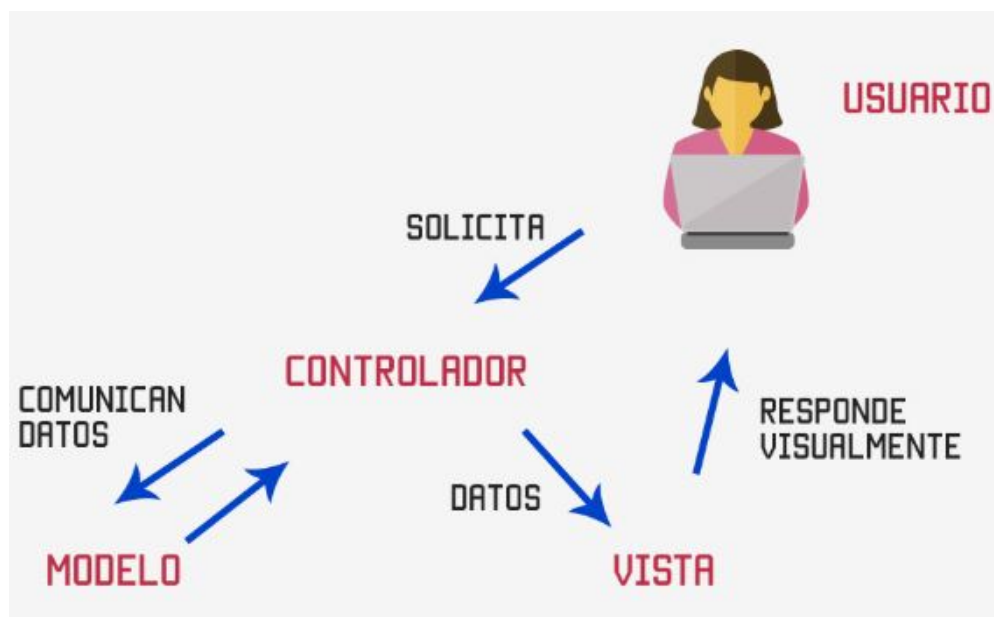 USUARIO
SOLICITA
CONTROLADOR
COMUNICAN
DATOS
RESPONDE
VISUALMENTE
DATOS
MODELO
VISTA